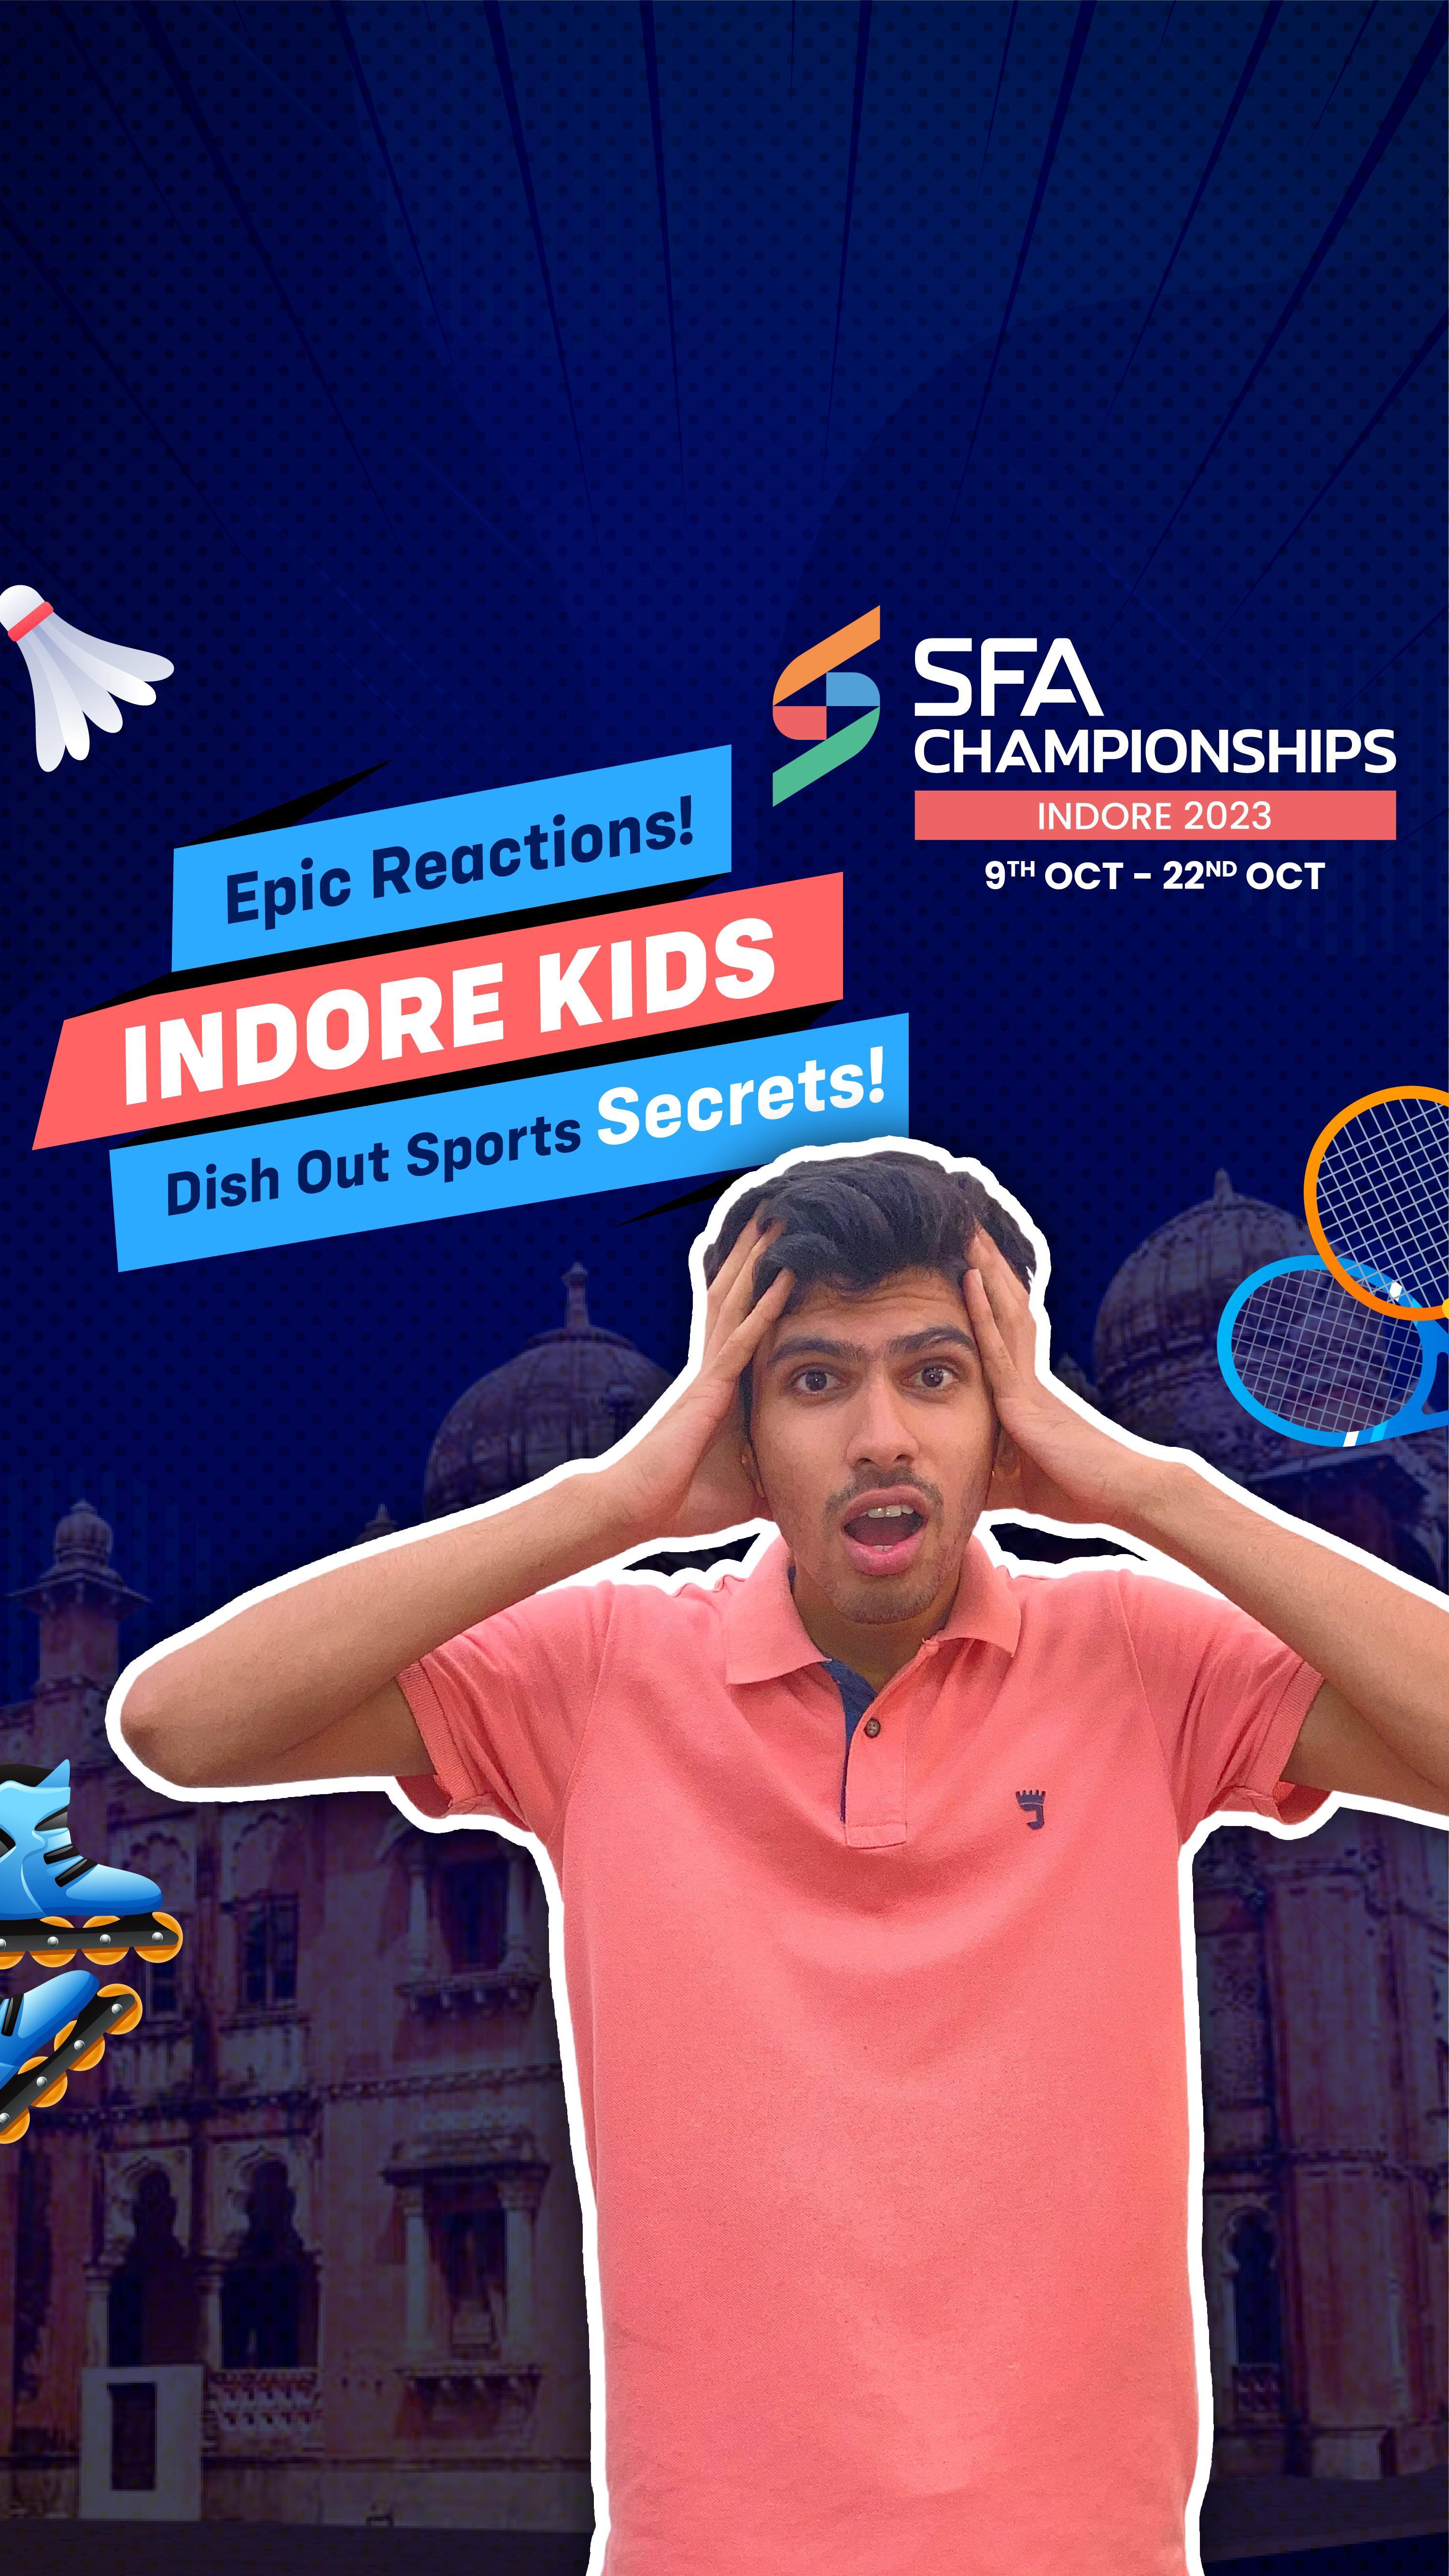 SFA
CHAMPIONSHIPS
INDORE 2023
9TH OCT - 22ND OCT
Epic Reactions!
INDORE KIDS
Dish Out Sports Secrets!